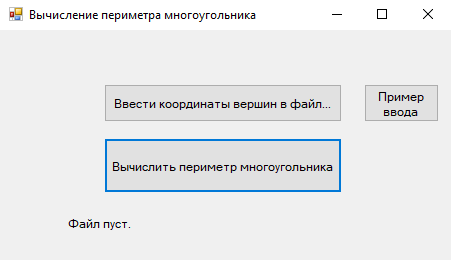 Вычисление периметра многоугольника
Ввести координаты вершин в файл...
Пример
ввода
Вычислить периметр многоугольника
Файл пуст.